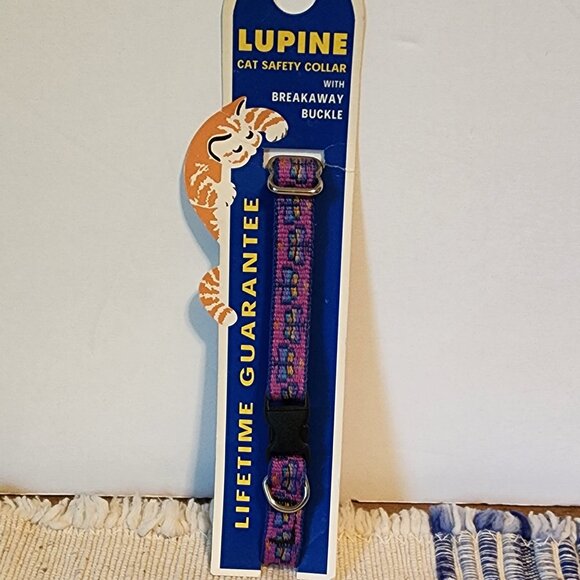 LUPINE
CAT SAFETY COLLAR
WITH
BREAKAWAY
BUCKLE
LIFETIME GUARANTEE